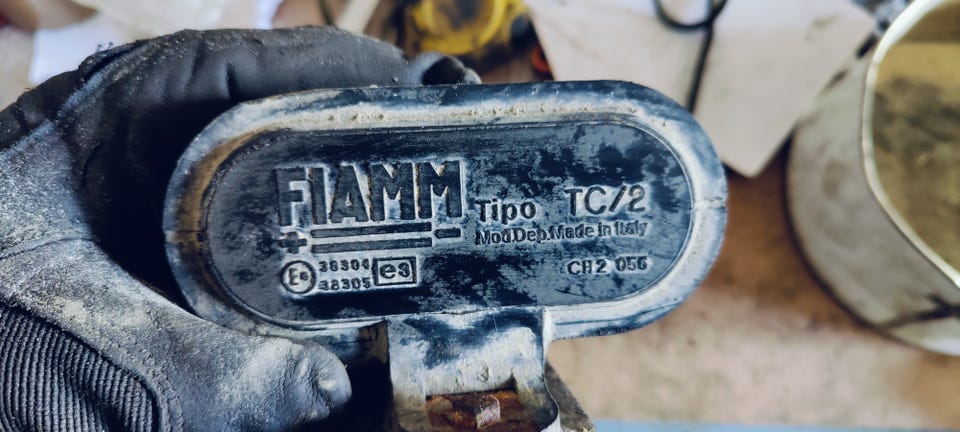 FIAMM Tipo TC/2
+ - Mod.Dep.Made in Italy
38304 e3
38305
CH2 056